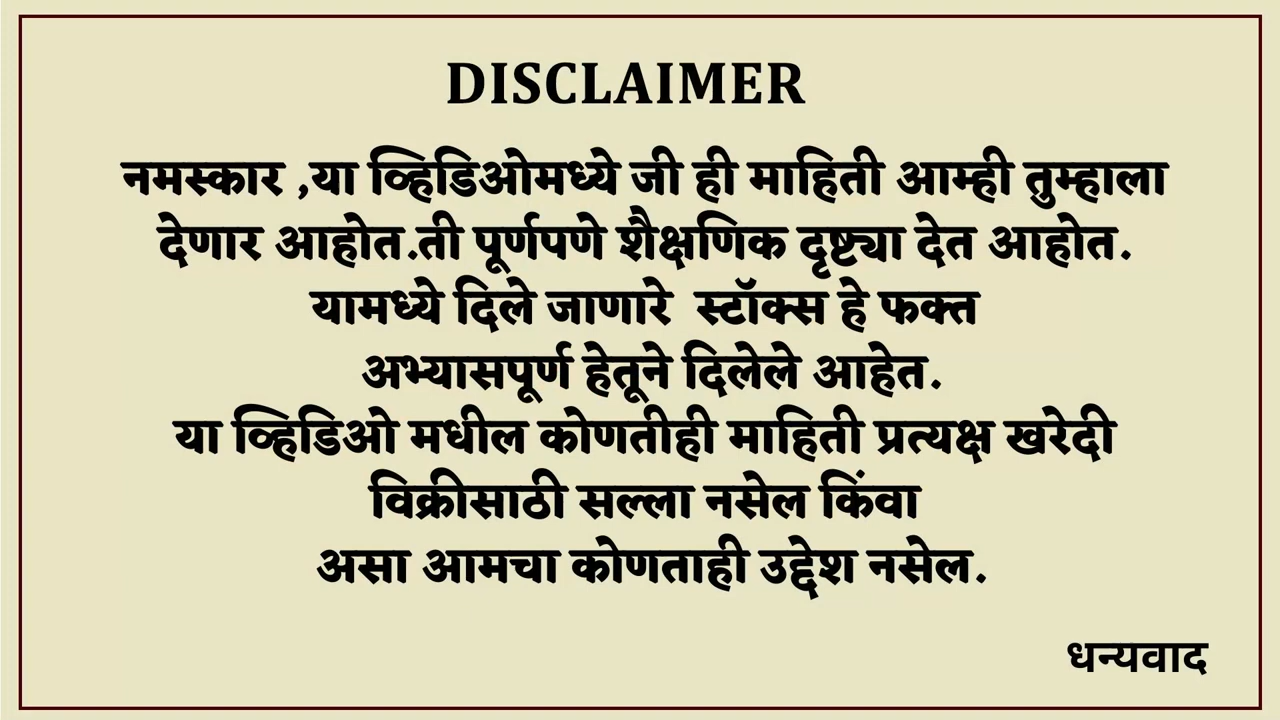 DISCLAIMER
नमस्कार ,या व्हिडिओमध्ये जी ही माहिती आम्ही तुम्हाला
देणार आहोत.ती पूर्णपणे शैक्षणिक दृष्ट्या देत आहोत.
यामध्ये दिले जाणारे स्टॉक्स हे फक्त
अभ्यासपूर्ण हेतूने दिलेले आहेत.
या व्हिडिओ मधील कोणतीही माहिती प्रत्यक्ष खरेदी
विक्रीसाठी सल्ला नसेल किंवा
असा आमचा कोणताही उद्देश नसेल.
धन्यवाद